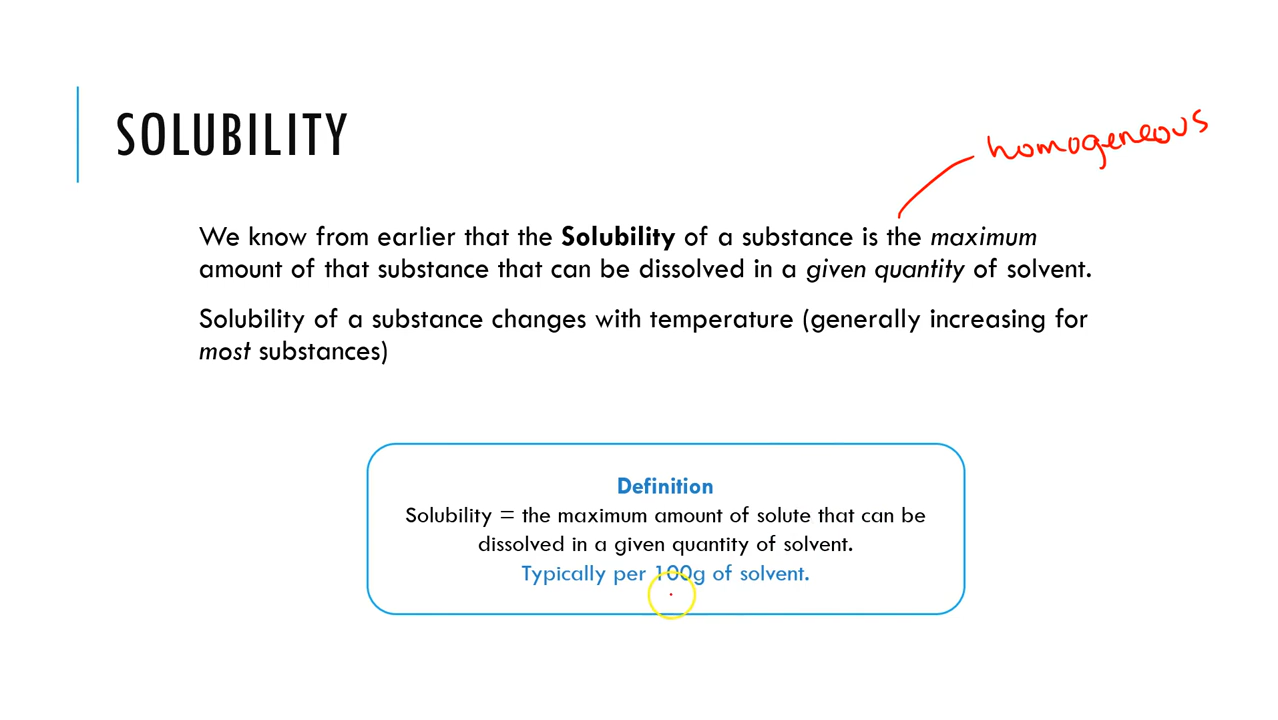 SOLUBILITY
homogeneous
We know from earlier that the Solubility of a substance is the maximum
amount of that substance that can be dissolved in a given quantity of solvent.
Solubility of a substance changes with temperature (generally increasing for
most substances)
Definition
Solubility = the maximum amount of solute that can be
dissolved in a given quantity of solvent.
Typically per 100g of solvent.